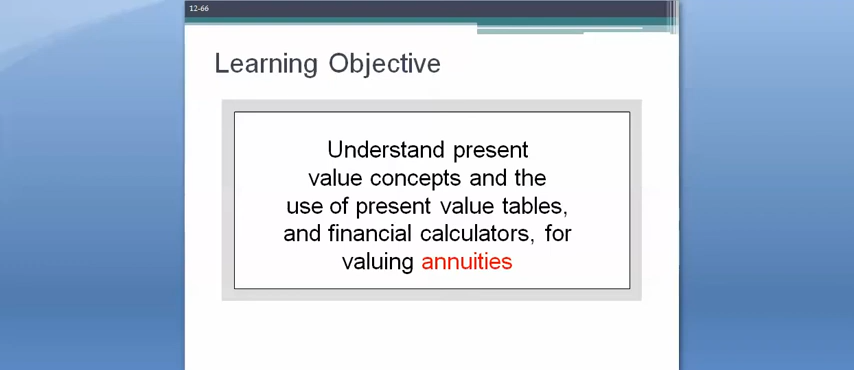 12-66
Learning Objective
Understand present
value concepts and the
use of present value tables,
and financial calculators, for
valuing annuities